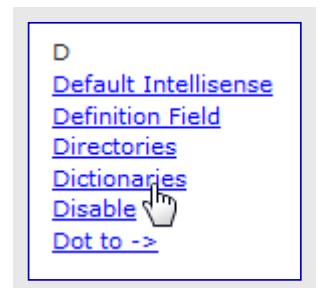 D
Default Intellisense
Definition Field
Directories
Dictionaries
Disable
Dot to ->